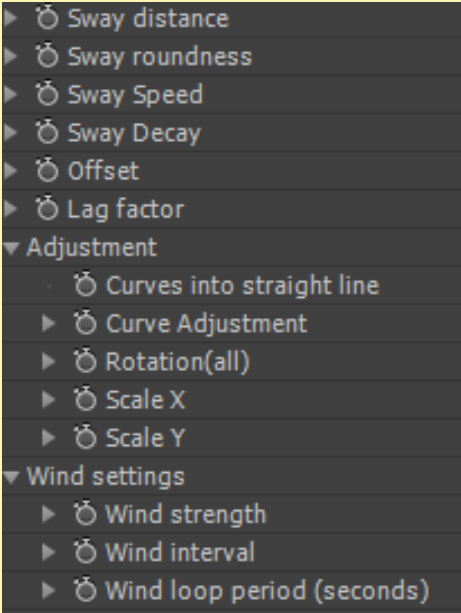 Sway distance
Sway roundness
Sway Speed
Sway Decay
Offset
Lag factor
Adjustment
Curves into straight line
Curve Adjustment
Rotation(all)
Scale X
Scale Y
Wind settings
Wind strength
Wind interval
Wind loop period (seconds)